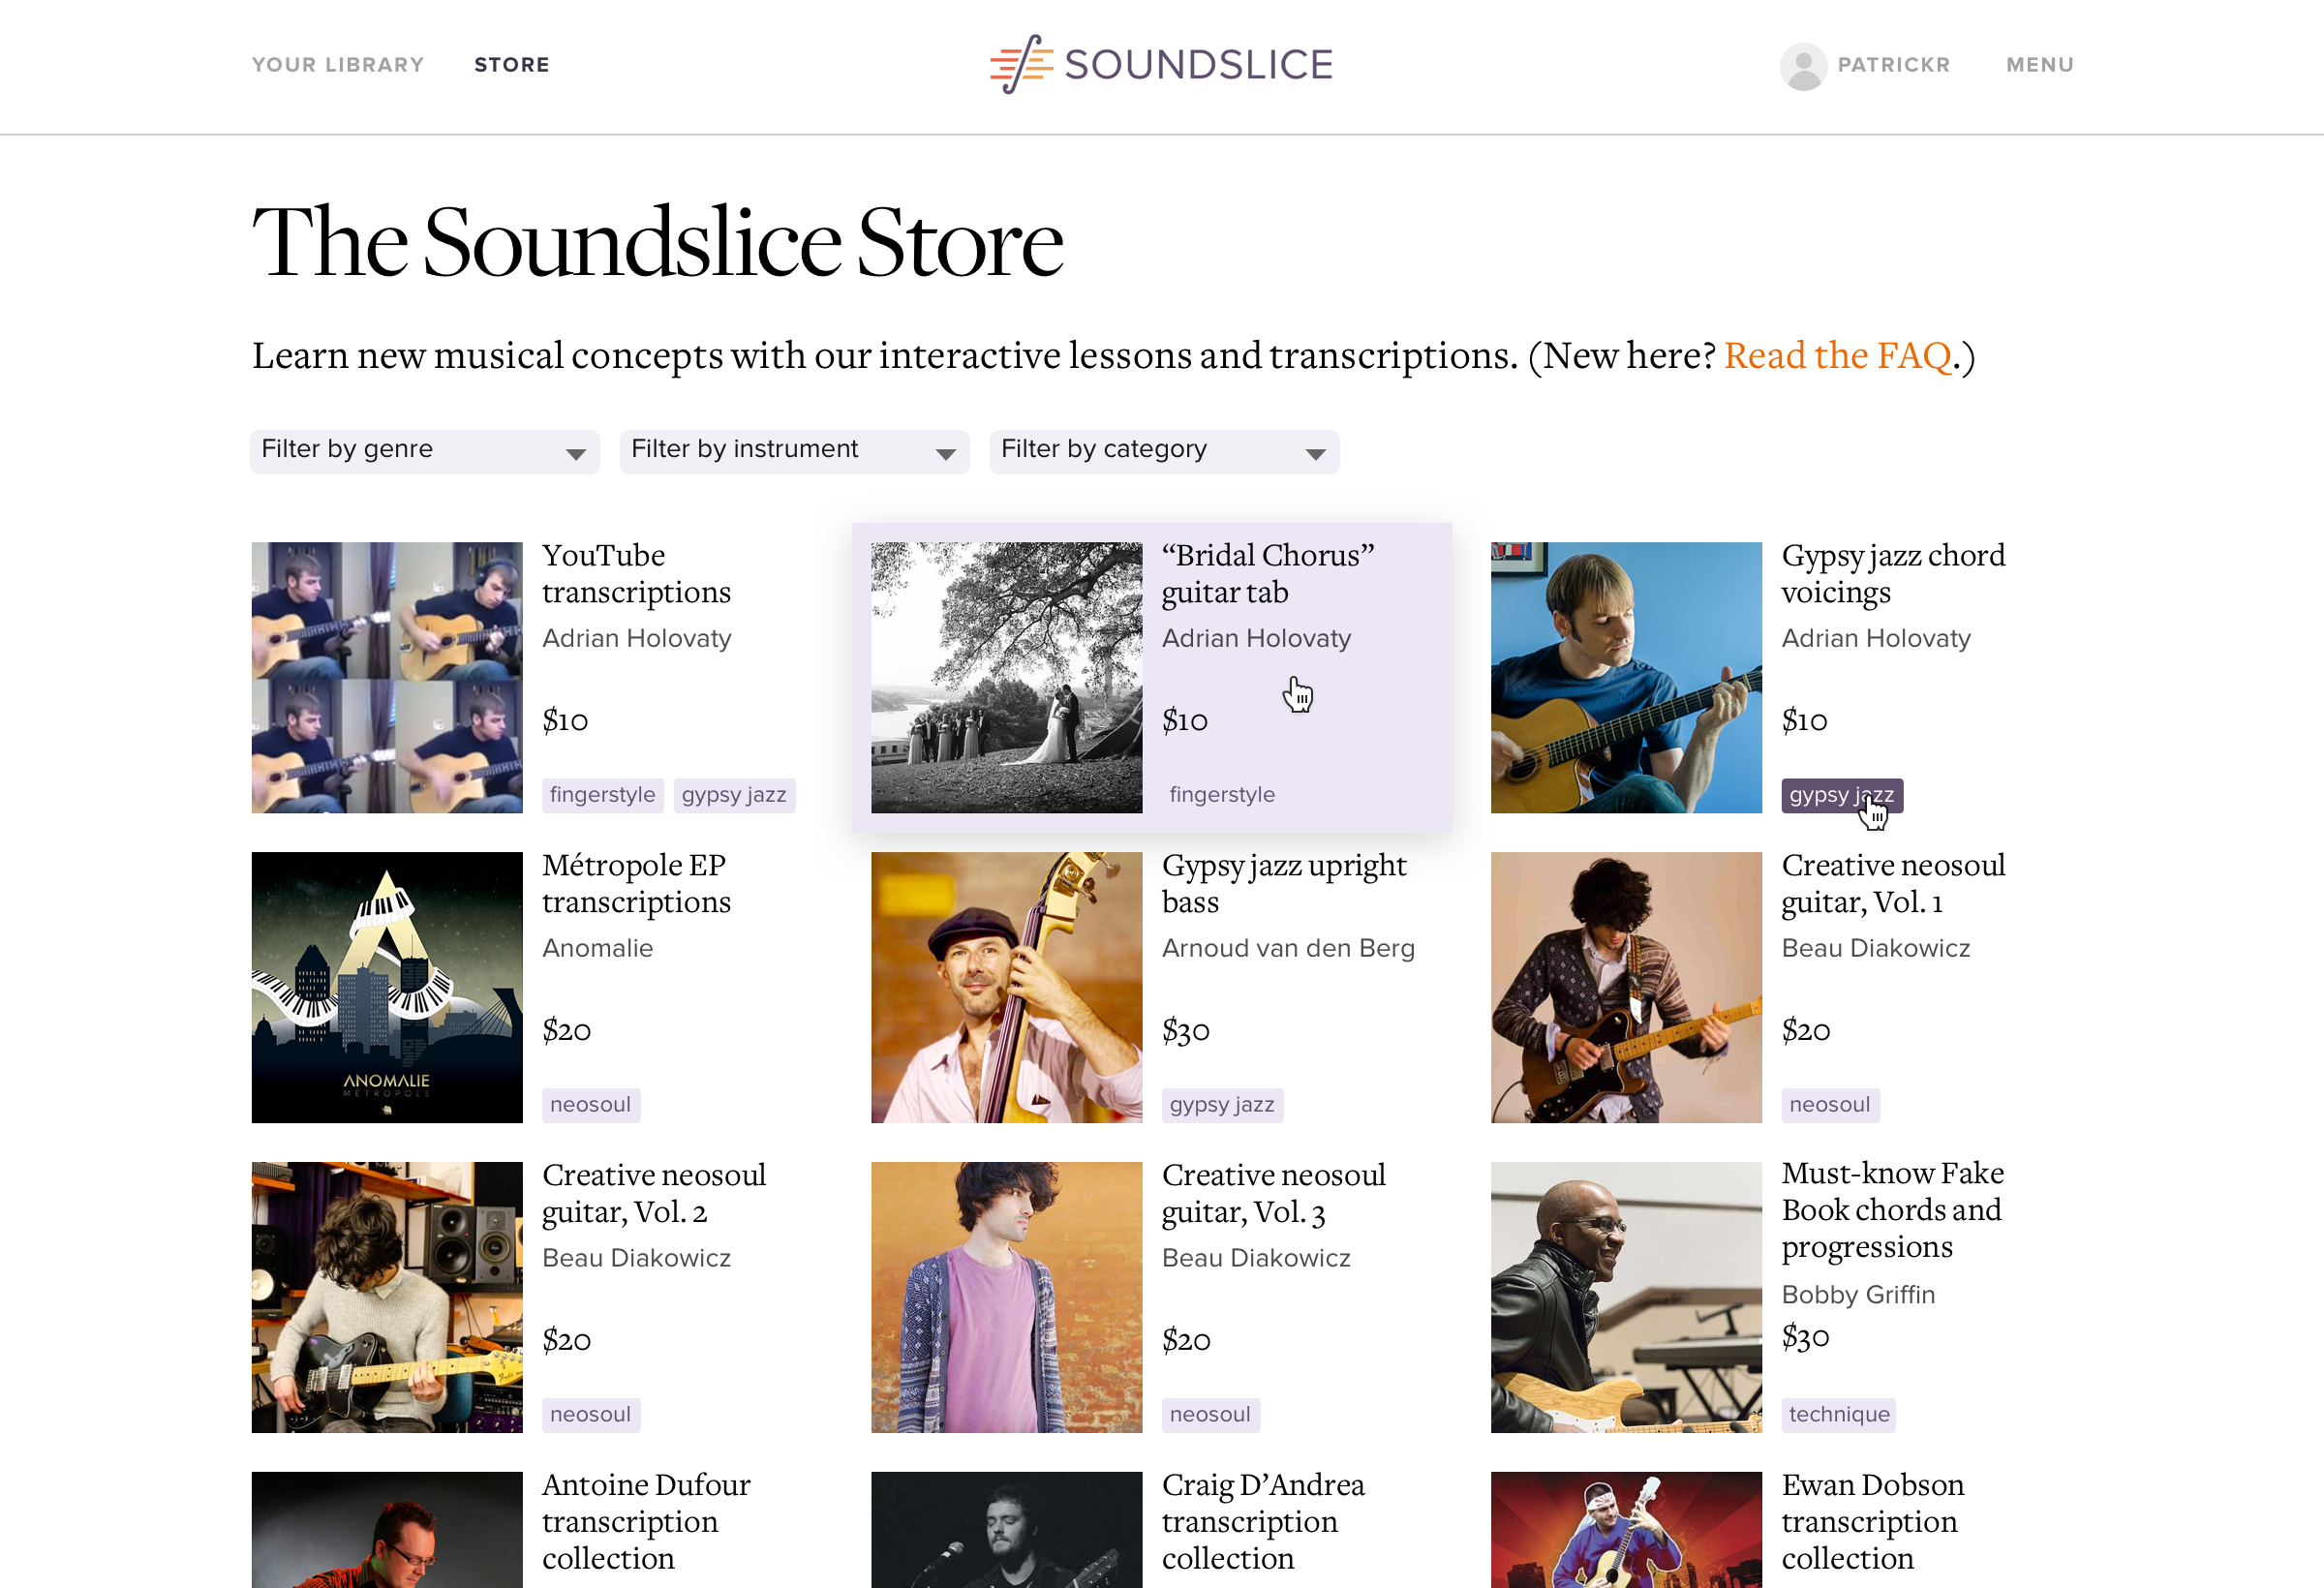 YOUR LIBRARY STORE SOUNDSLICE PATRICKR MENU
The Soundslice Store
Learn new musical concepts with our interactive lessons and transcriptions. (New here? Read the FAQ.)
Filter by genre Filter by instrument Filter by category
YouTube
transcriptions
Adrian Holovaty
$10
fingerstyle gypsy jazz
“Bridal Chorus”
guitar tab
Adrian Holovaty
$10
fingerstyle
Gypsy jazz chord
voicings
Adrian Holovaty
$10
gypsy jazz
ANOMALIE
MÉTROPOLE
Métropole EP
transcriptions
Anomalie
$20
neosoul
Gypsy jazz upright
bass
Arnoud van den Berg
$30
gypsy jazz
Creative neosoul
guitar, Vol. 1
Beau Diakowicz
$20
neosoul
Creative neosoul
guitar, Vol. 2
Beau Diakowicz
$20
neosoul
Creative neosoul
guitar, Vol. 3
Beau Diakowicz
$20
neosoul
Must-know Fake
Book chords and
progressions
Bobby Griffin
$30
technique
Antoine Dufour
transcription
collection
Craig D’Andrea
transcription
collection
Ewan Dobson
transcription
collection